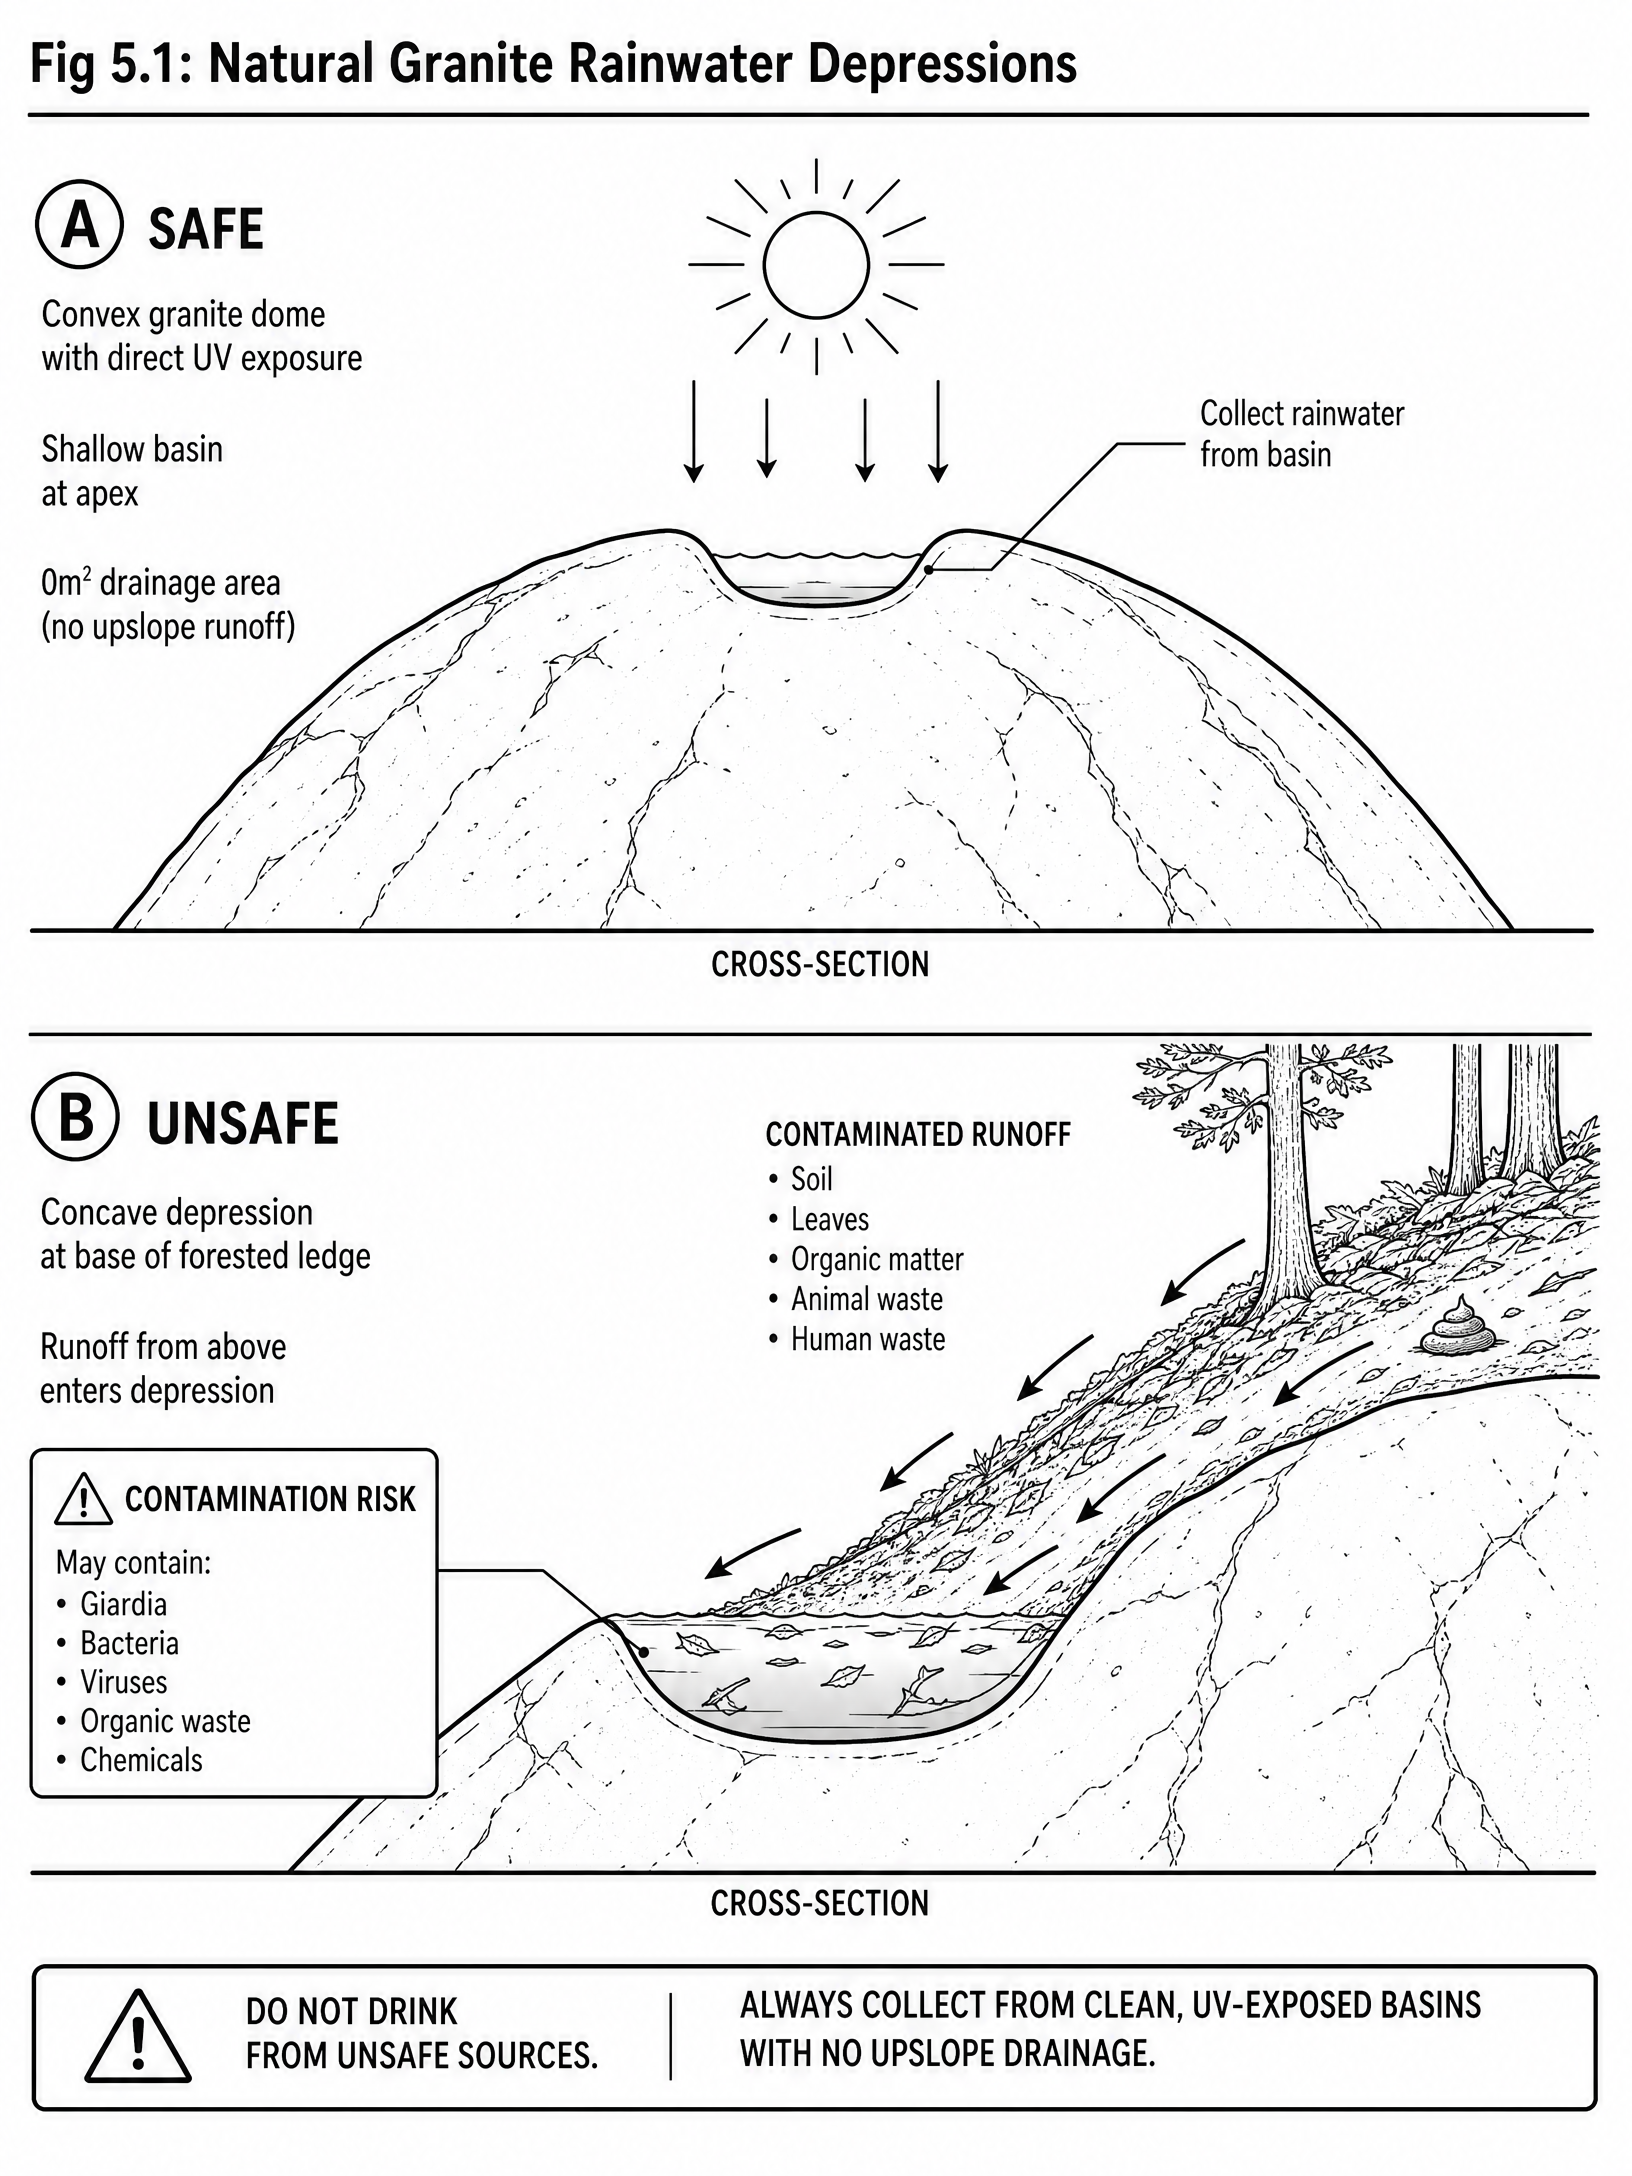 Fig 5.1: Natural Granite Rainwater Depressions
A SAFE
Convex granite dome
with direct UV exposure
Shallow basin
at apex
0m² drainage area
(no upslope runoff)
Collect rainwater
from basin
CROSS-SECTION
B UNSAFE
Concave depression
at base of forested ledge
Runoff from above
enters depression
CONTAMINATED RUNOFF
• Soil
• Leaves
• Organic matter
• Animal waste
• Human waste
! CONTAMINATION RISK
May contain:
• Giardia
• Bacteria
• Viruses
• Organic waste
• Chemicals
CROSS-SECTION
!
DO NOT DRINK
FROM UNSAFE SOURCES.
ALWAYS COLLECT FROM CLEAN, UV-EXPOSED BASINS
WITH NO UPSLOPE DRAINAGE.